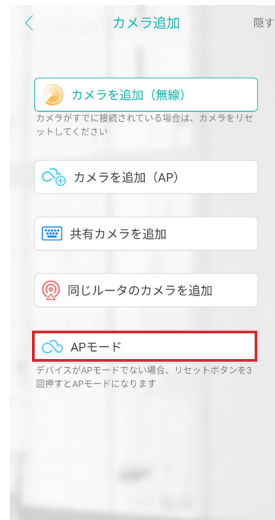 カメラ追加
隠す
カメラを追加（無線）
カメラがすでに接続されている場合は、カメラをリセ
ットしてください
カメラを追加（AP）
共有カメラを追加
同じルータのカメラを追加
APモード
デバイスがAPモードでない場合、リセットボタンを3
回押すとAPモードになります